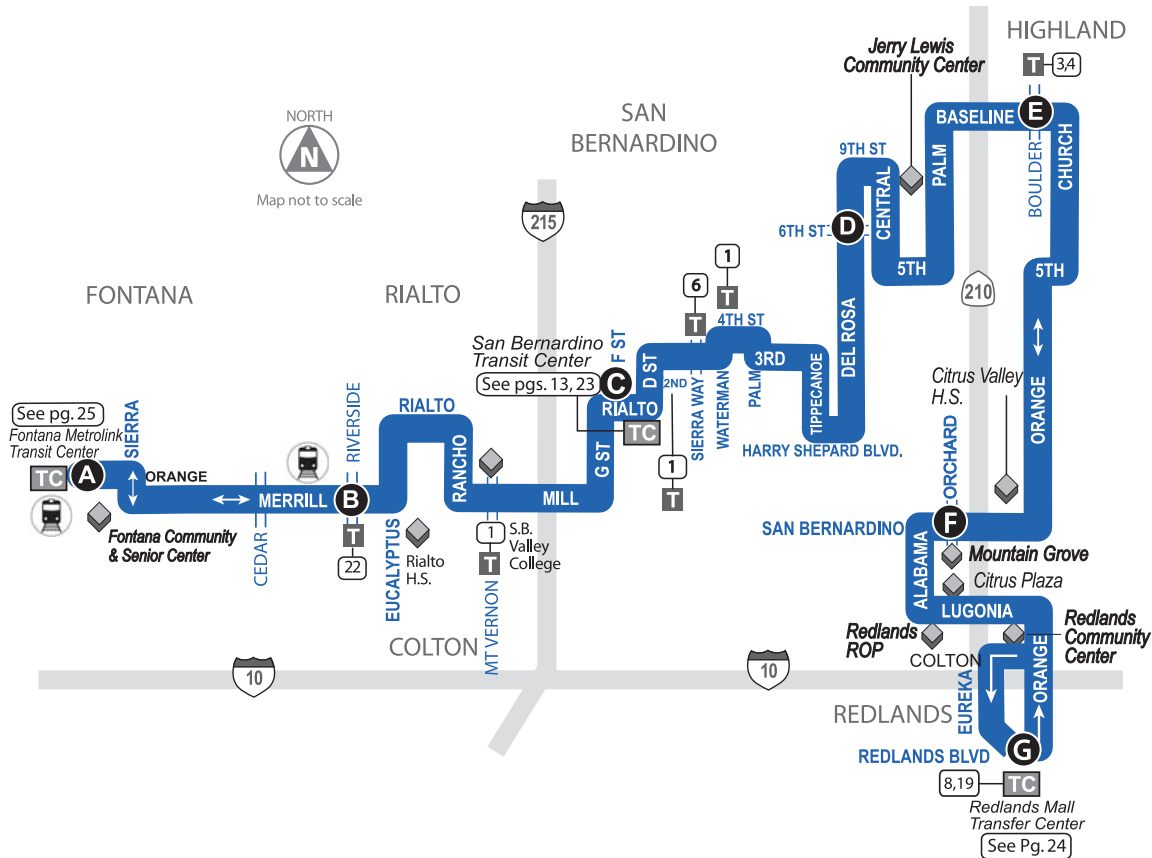 HIGHLAND
Jerry Lewis
Community Center
T
3,4
NORTH
N
Map not to scale
SAN
BERNARDINO
BASELINE
E
9TH ST
PALM
CENTRAL
BOULDER
CHURCH
215
6TH ST
D
5TH
5TH
210
1
T
6
T
FONTANA
RIALTO
4TH ST
DEL ROSA
San Bernardino
Transit Center
See pgs. 13, 23
F ST
D ST
C
2ND
3RD
RIALTO
TC
SIERRA WAY
WATERMAN
PALM
TIPPECANOE
HARRY SHEPARD BLVD.
Citrus Valley
H.S.
ORANGE
See pg. 25
Fontana Metrolink
Transit Center
TC
A
SIERRA
ORANGE
RIVERSIDE
RIALTO
RANCHO
G ST
1
T
MERRILL
B
MILL
ORCHARD
SAN BERNARDINO
F
Fontana Community
& Senior Center
CEDAR
T
22
EUCALYPTUS
Rialto
H.S.
1
T
S.B.
Valley
College
MT VERNON
ALABAMA
Mountain Grove
Citrus Plaza
LUGONIA
Redlands
ROP
Redlands
Community
Center
COLTON
COLTON
10
10
EUREKA
ORANGE
REDLANDS
REDLANDS BLVD
G
8,19
TC
Redlands Mall
Transfer Center
See Pg. 24